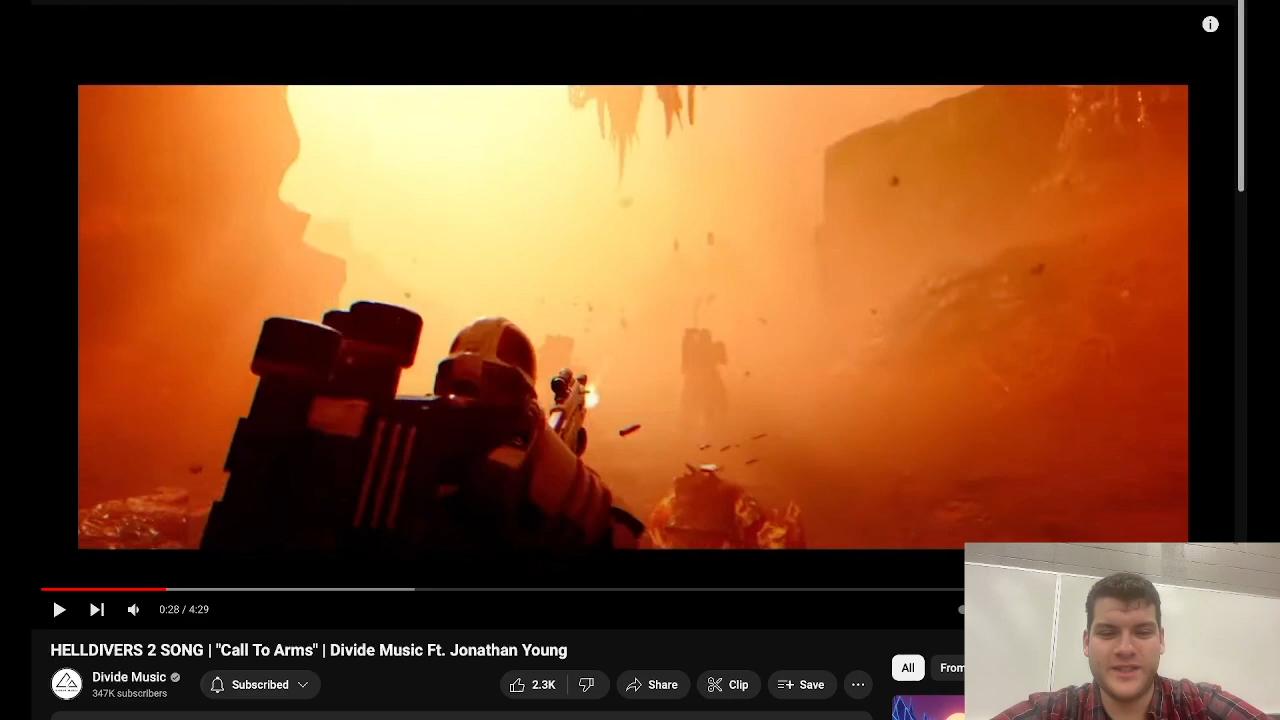 0:28 / 4:29
HELLDIVERS 2 SONG | "Call To Arms" | Divide Music Ft. Jonathan Young
Divide Music
347K subscribers
Subscribed
2.3K
Share
Clip
Save
All
From